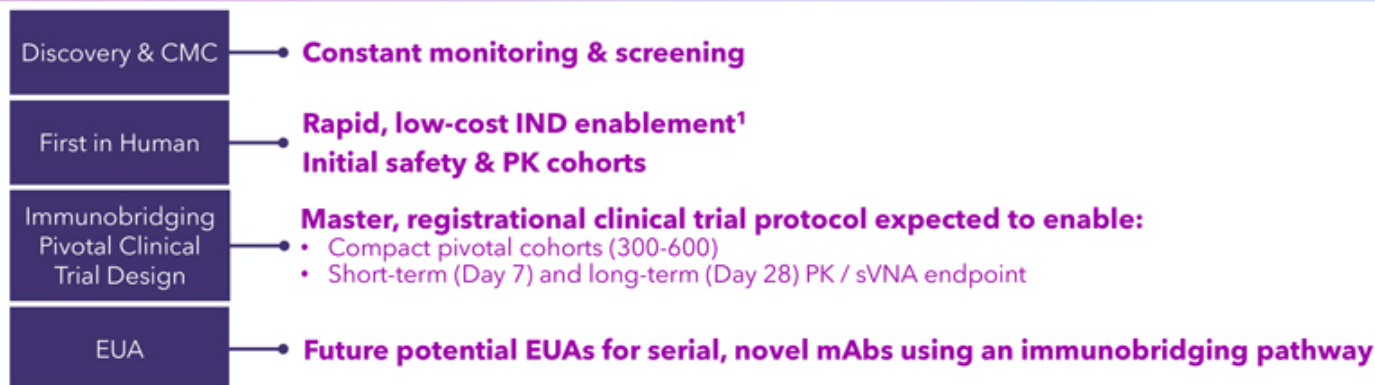 Discovery & CMC
Constant monitoring & screening
First in Human
Rapid, low-cost IND enablement¹
Initial safety & PK cohorts
Immunobridging
Pivotal Clinical
Trial Design
Master, registrational clinical trial protocol expected to enable:
• Compact pivotal cohorts (300-600)
• Short-term (Day 7) and long-term (Day 28) PK / sVNA endpoint
EUA
Future potential EUAs for serial, novel mAbs using an immunobridging pathway